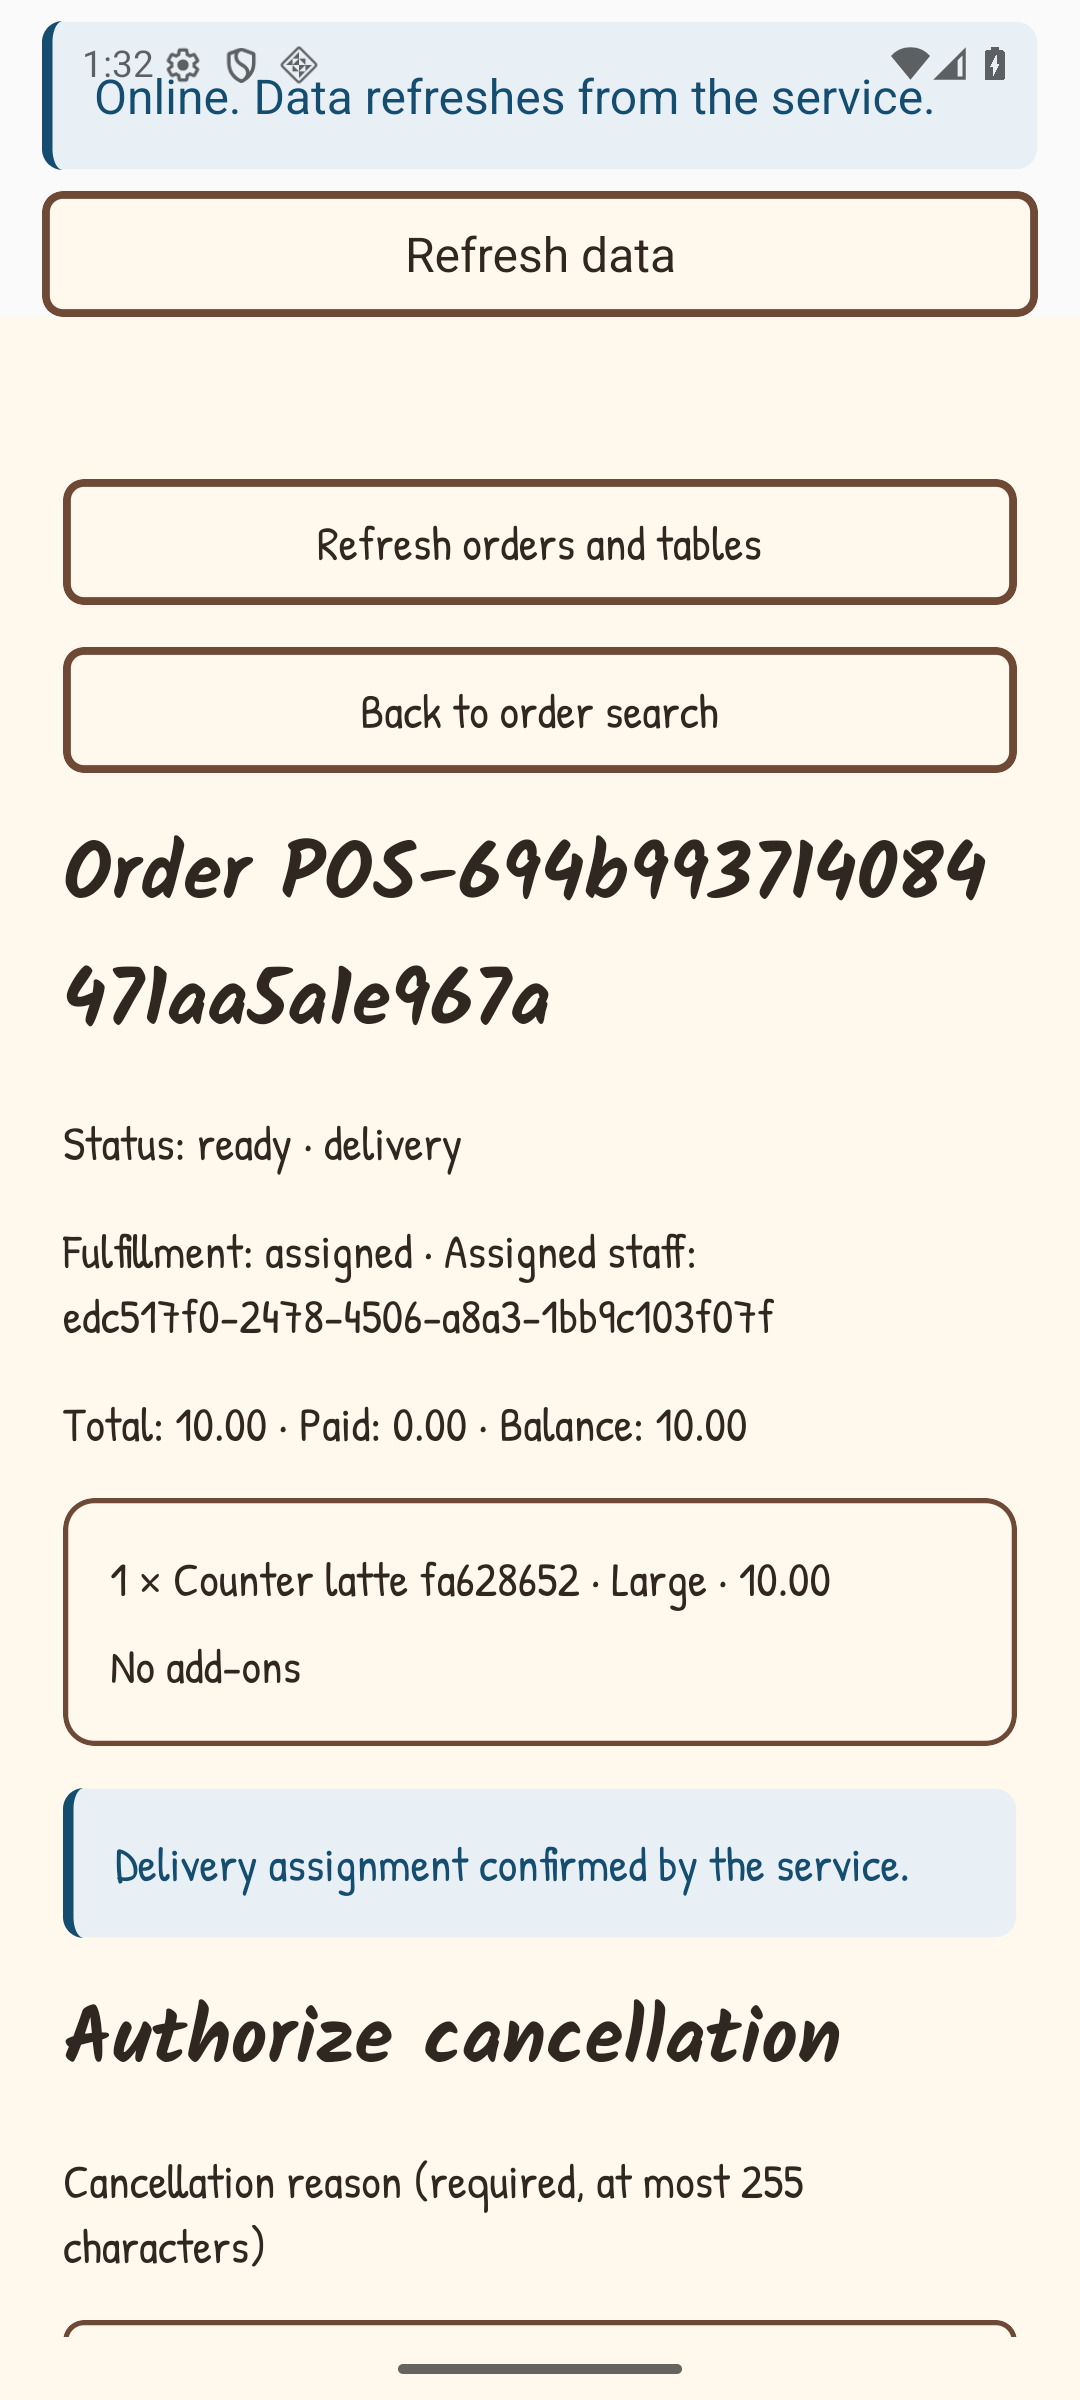 1:32
Online. Data refreshes from the service.
Refresh data
Refresh orders and tables
Back to order search
Order POS-694b993714084
471aa5a1e967a
Status: ready · delivery
Fulfillment: assigned · Assigned staff:
edc517f0-2478-4506-a8a3-1bb9c103f07f
Total: 10.00 · Paid: 0.00 · Balance: 10.00
1 × Counter latte fa628652 · Large · 10.00
No add-ons
Delivery assignment confirmed by the service.
Authorize cancellation
Cancellation reason (required, at most 255
characters)